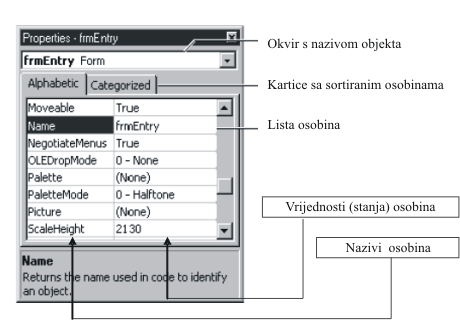 Properties - frmEntry
frmEntry Form
Okvir s nazivom objekta
Alphabetic Categorized
Kartice sa sortiranim osobinama
Moveable True
Name frmEntry
Lista osobina
NegotiateMenus True
OLEDropMode 0 - None
Palette (None)
PaletteMode 0 - Halftone
Picture (None)
Vrijednosti (stanja) osobina
ScaleHeight 2130
Nazivi osobina
Name
Returns the name used in code to identify
an object.